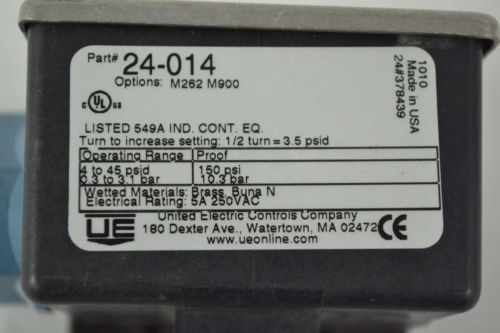 Part# 24-014
Options: M262 M900
1010
Made in USA
24#378439
C UL US
LISTED 549A IND. CONT. EQ.
Turn to increase setting: 1/2 turn = 3.5 psid
Operating Range Proof
4 to 45 psid 150 psi
0.3 to 3.1 bar 10.3 bar
Wetted Materials: Brass, Buna N
Electrical Rating: 5A 250VAC
UE United Electric Controls Company
180 Dexter Ave., Watertown, MA 02472 CE
www.ueonline.com